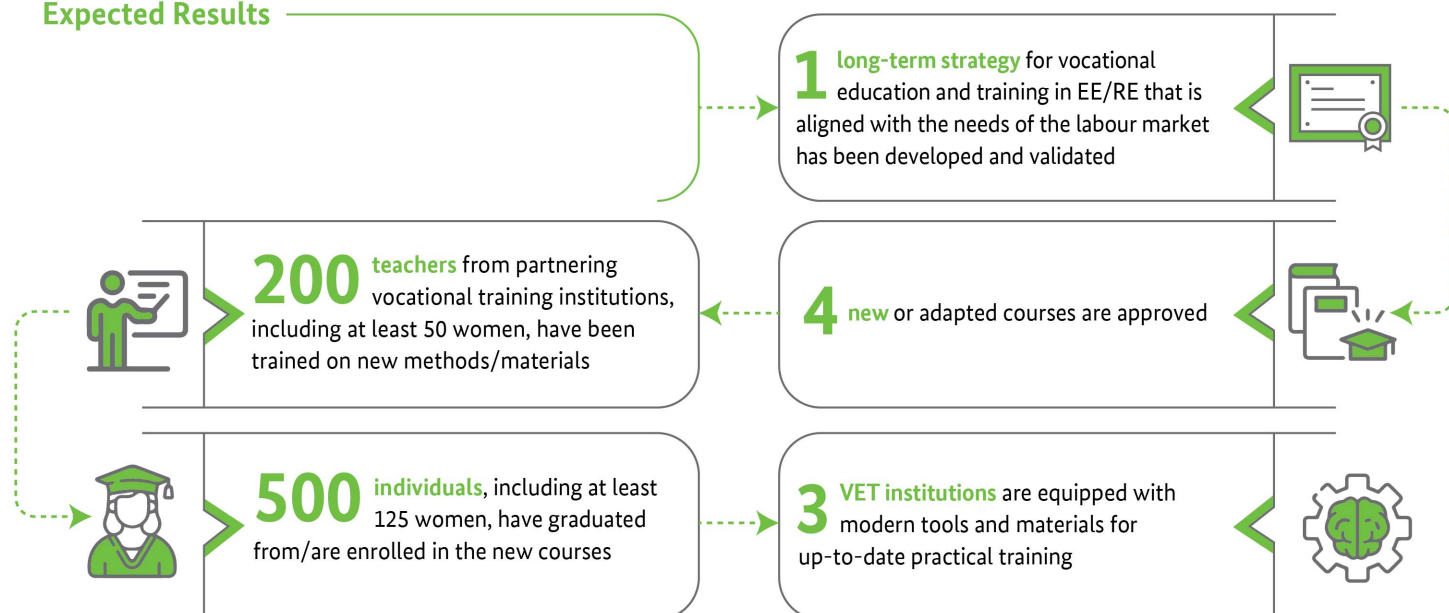 Expected Results
1 long-term strategy for vocational
education and training in EE/RE that is
aligned with the needs of the labour market
has been developed and validated
4 new or adapted courses are approved
200 teachers from partnering
vocational training institutions,
including at least 50 women, have been
trained on new methods/materials
500 individuals, including at least
125 women, have graduated
from/are enrolled in the new courses
3 VET institutions are equipped with
modern tools and materials for
up-to-date practical training